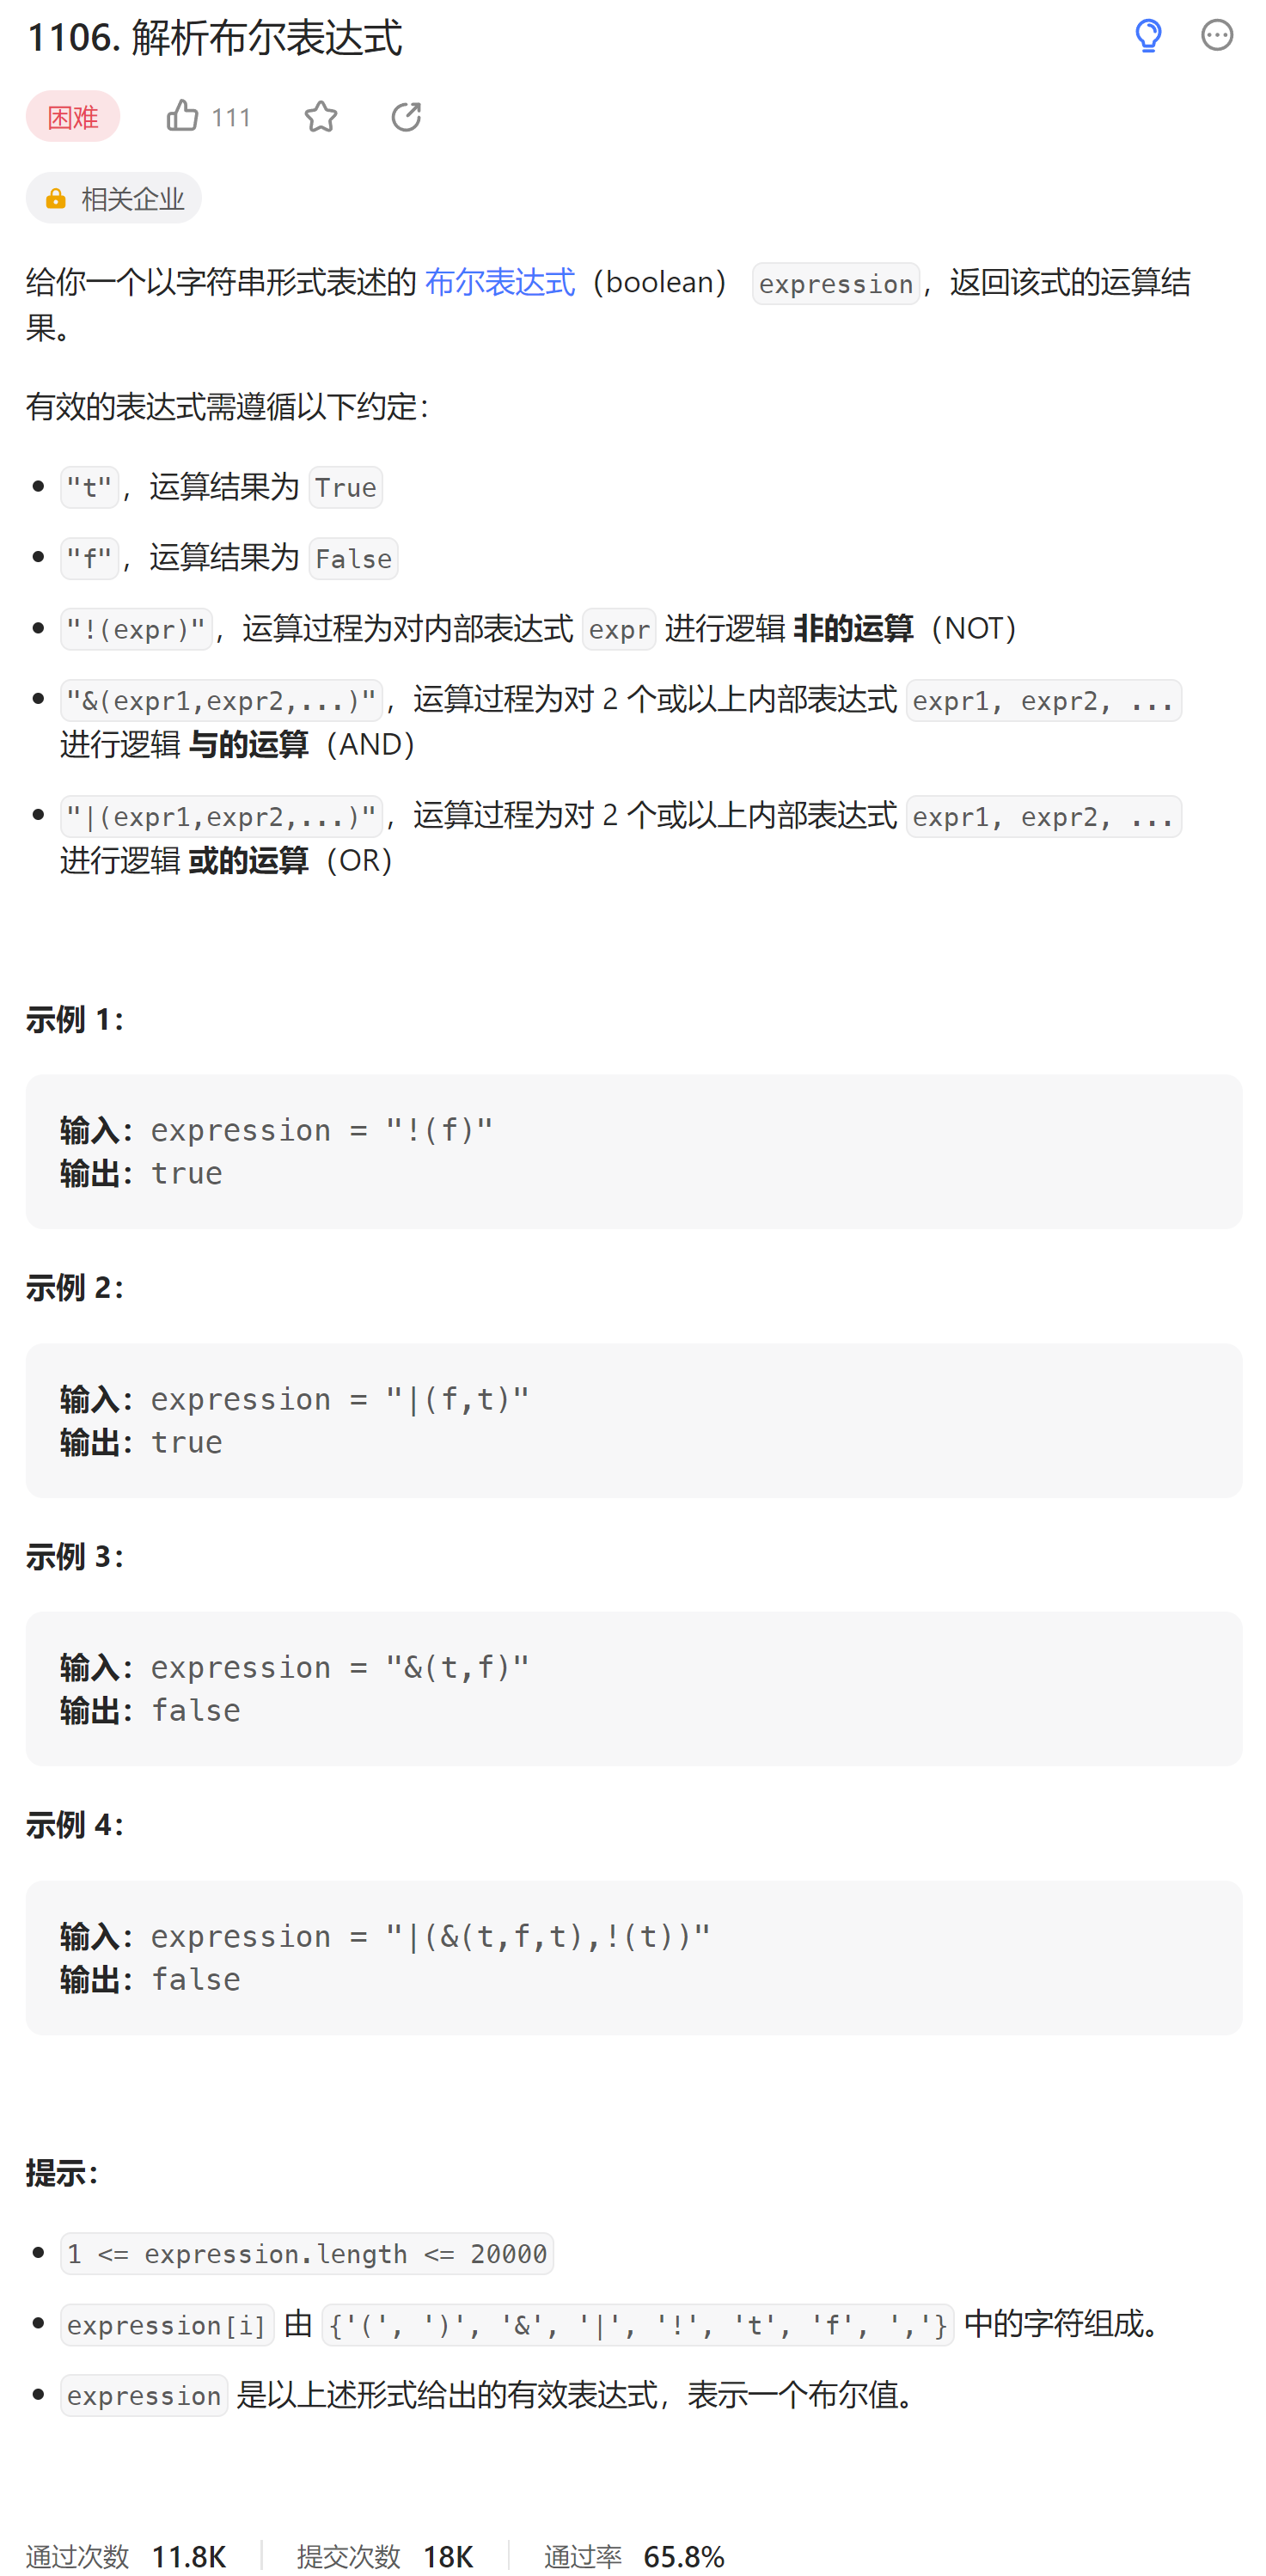 1106. 解析布尔表达式
困难 111
相关企业
给你一个以字符串形式表述的 布尔表达式（boolean） expression，返回该式的运算结
果。
有效的表达式需遵循以下约定：
"t"，运算结果为 True
"f"，运算结果为 False
"!(expr)"，运算过程为对内部表达式 expr 进行逻辑 非的运算（NOT）
"&(expr1,expr2,...)"，运算过程为对 2 个或以上内部表达式 expr1, expr2, ...
进行逻辑 与的运算（AND）
"|(expr1,expr2,...)"，运算过程为对 2 个或以上内部表达式 expr1, expr2, ...
进行逻辑 或的运算（OR）
示例 1：
输入：expression = "!(f)"
输出：true
示例 2：
输入：expression = "|(f,t)"
输出：true
示例 3：
输入：expression = "&(t,f)"
输出：false
示例 4：
输入：expression = "|(&(t,f,t),!(t))"
输出：false
提示：
1 <= expression.length <= 20000
expression[i] 由 {'(', ')', '&', '|', '!', 't', 'f', ','} 中的字符组成。
expression 是以上述形式给出的有效表达式，表示一个布尔值。
通过次数 11.8K 提交次数 18K 通过率 65.8%